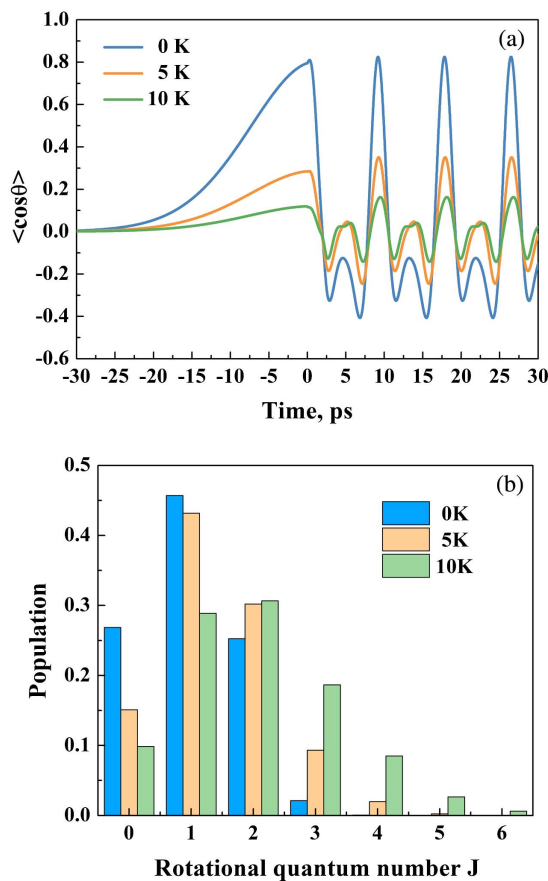 (a)
0 K
5 K
10 K
1.0
0.8
0.6
0.4
0.2
0.0
-0.2
-0.4
-0.6
<cosθ>
-30 -25 -20 -15 -10 -5 0 5 10 15 20 25 30
Time, ps
(b)
0K
5K
10K
0.5
0.4
0.3
0.2
0.1
0.0
Population
0 1 2 3 4 5 6
Rotational quantum number J